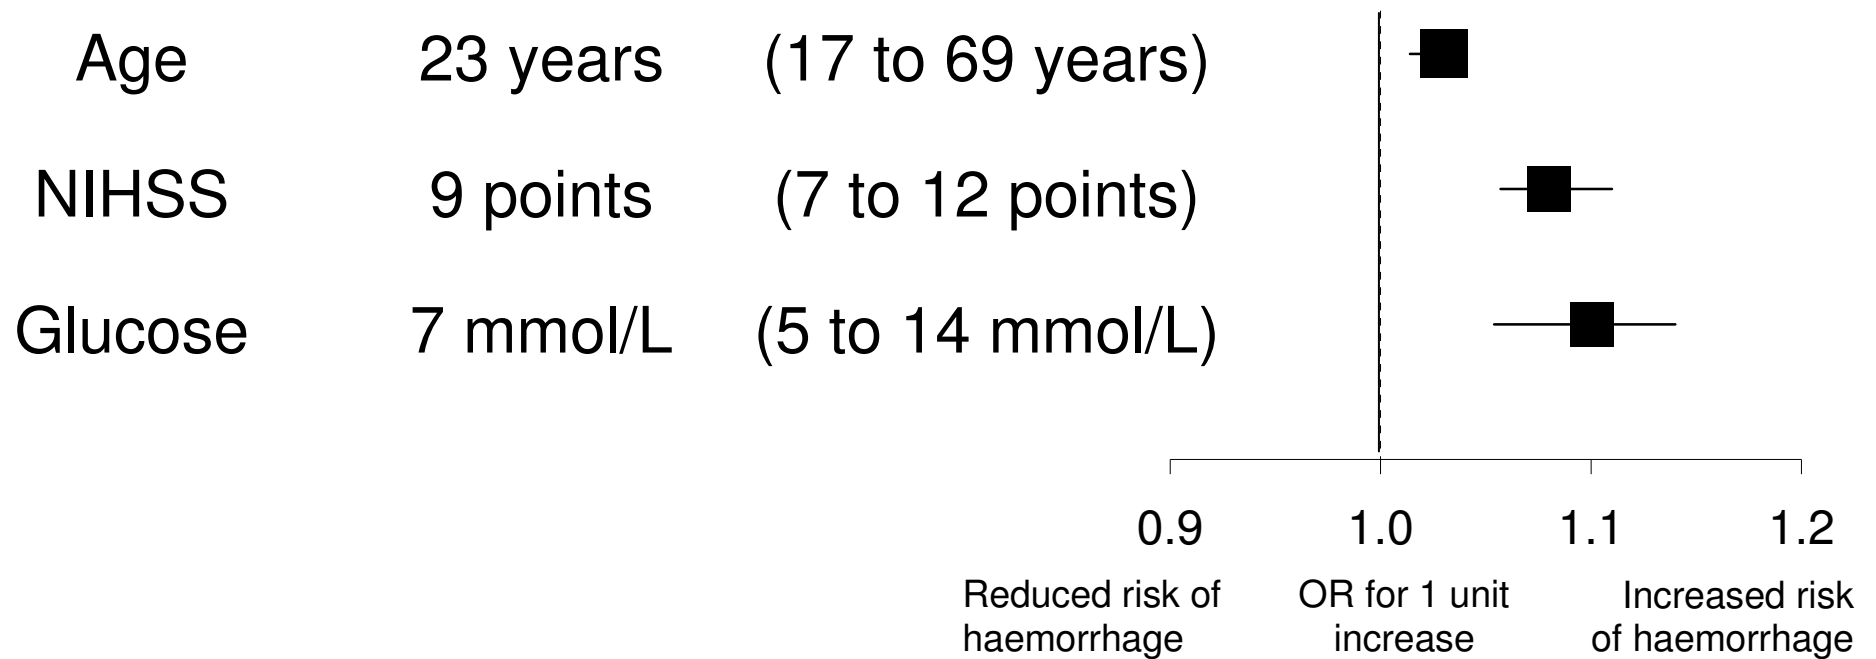 Age 23 years (17 to 69 years)
NIHSS 9 points (7 to 12 points)
Glucose 7 mmol/L (5 to 14 mmol/L)
0.9 1.0 1.1 1.2
Reduced risk of OR for 1 unit Increased risk
haemorrhage increase of haemorrhage